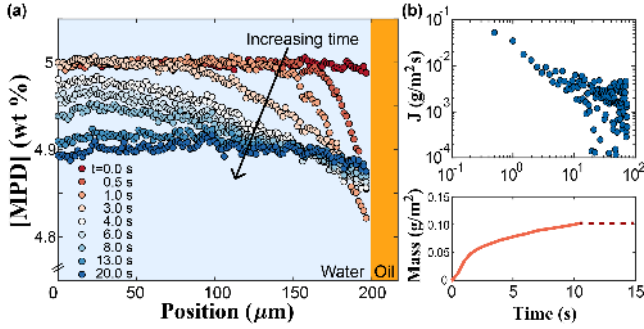 (a)
Increasing time
[MPD] (wt %)
5
4.9
4.8
t=0.0 s
0.5 s
1.0 s
3.0 s
4.0 s
6.0 s
8.0 s
13.0 s
20.0 s
Water
Oil
0
50
100
150
200
Position (μm)
(b)
J (g/m²s)
10⁻¹
10⁻²
10⁻³
10⁻⁴
10⁻¹ 10⁰ 10¹ 10²
Mass (g/m²)
0.15
0.10
0.05
0.00
0 5 10 15
Time (s)